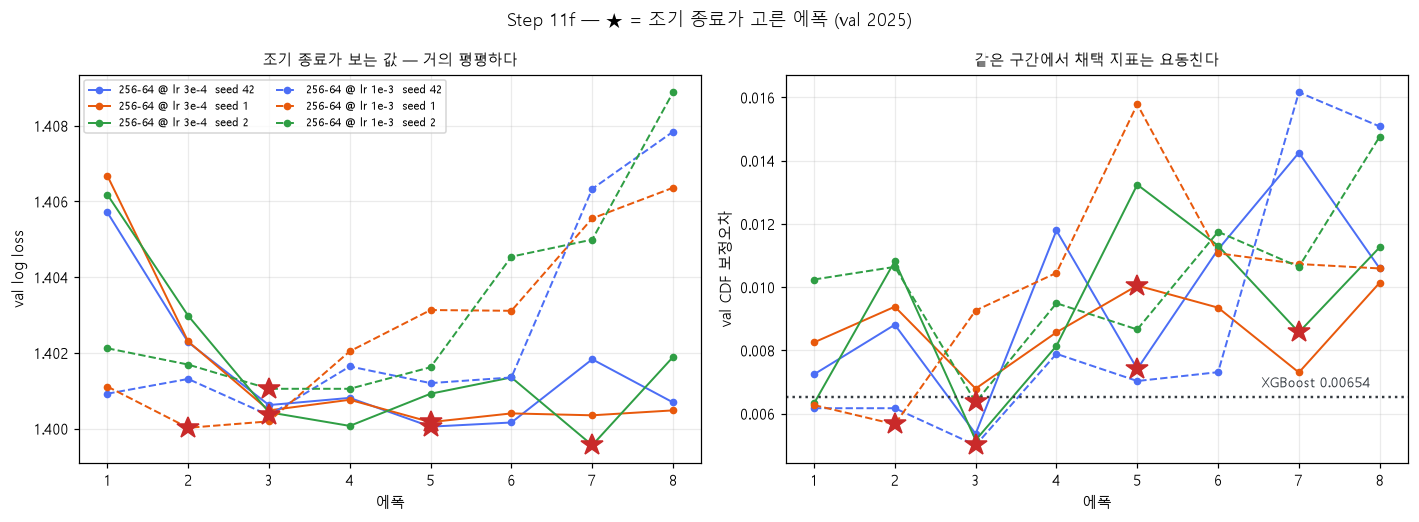 Step 11f — ★ = 조기 종료가 고른 에폭 (val 2025)
조기 종료가 보는 값 — 거의 평평하다
256-64 @ lr 3e-4 seed 42
256-64 @ lr 3e-4 seed 1
256-64 @ lr 3e-4 seed 2
256-64 @ lr 1e-3 seed 42
256-64 @ lr 1e-3 seed 1
256-64 @ lr 1e-3 seed 2
val log loss
1.408
1.406
1.404
1.402
1.400
1 2 3 4 5 6 7 8
에폭
같은 구간에서 채택 지표는 요동친다
val CDF 보정오차
0.016
0.014
0.012
0.010
0.008
0.006
XGBoost 0.00654
1 2 3 4 5 6 7 8
에폭